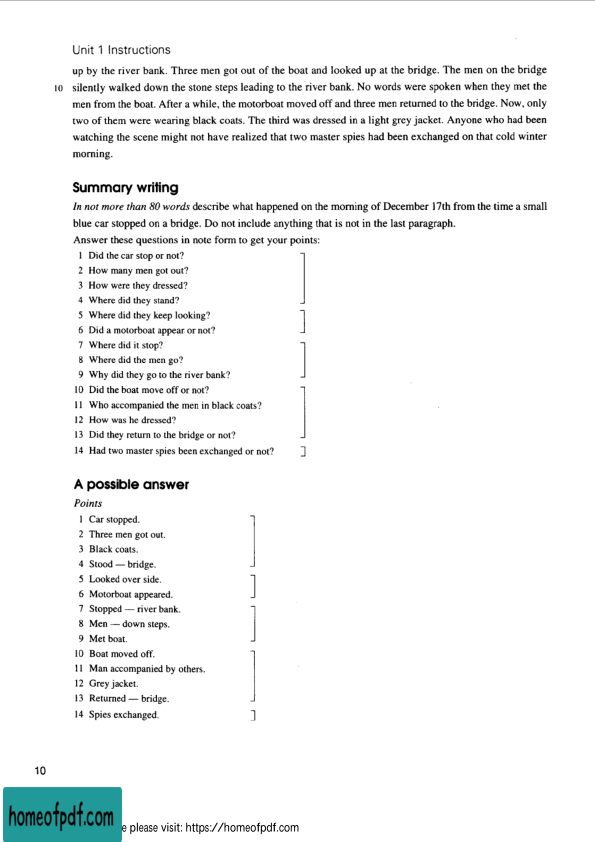 Unit 1 Instructions
up by the river bank. Three men got out of the boat and looked up at the bridge. The men on the bridge
10 silently walked down the stone steps leading to the river bank. No words were spoken when they met the
men from the boat. After a while, the motorboat moved off and three men returned to the bridge. Now, only
two of them were wearing black coats. The third was dressed in a light grey jacket. Anyone who had been
watching the scene might not have realized that two master spies had been exchanged on that cold winter
morning.
Summary writing
In not more than 80 words describe what happened on the morning of December 17th from the time a small
blue car stopped on a bridge. Do not include anything that is not in the last paragraph.
Answer these questions in note form to get your points:
1 Did the car stop or not?
2 How many men got out?
3 How were they dressed?
4 Where did they stand?
5 Where did they keep looking?
6 Did a motorboat appear or not?
7 Where did it stop?
8 Where did the men go?
9 Why did they go to the river bank?
10 Did the boat move off or not?
11 Who accompanied the men in black coats?
12 How was he dressed?
13 Did they return to the bridge or not?
14 Had two master spies been exchanged or not?
A possible answer
Points
1 Car stopped.
2 Three men got out.
3 Black coats.
4 Stood — bridge.
5 Looked over side.
6 Motorboat appeared.
7 Stopped — river bank.
8 Men — down steps.
9 Met boat.
10 Boat moved off.
11 Man accompanied by others.
12 Grey jacket.
13 Returned — bridge.
14 Spies exchanged.
10
homeofpdf.com
e please visit: https://homeofpdf.com